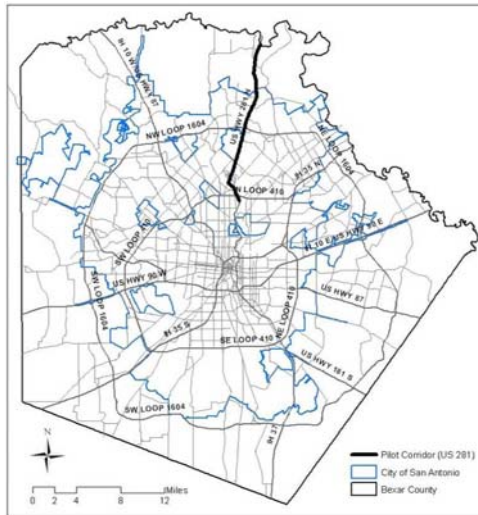 IH 10 W/US HWY 87
US HWY 281 N
NW LOOP 1604
NE LOOP 1604
IH 35 N
N LOOP 410
SW LOOP 410
IH 10 E/US HWY 90 E
US HWY 90 W
SW LOOP 1604
US HWY 87
NE LOOP 410
IH 35 S
SE LOOP 410
US HWY 181 S
SW LOOP 1604
IH 37
N
Miles
0 2 4 8 12
Pilot Corridor (US 281)
City of San Antonio
Bexar County